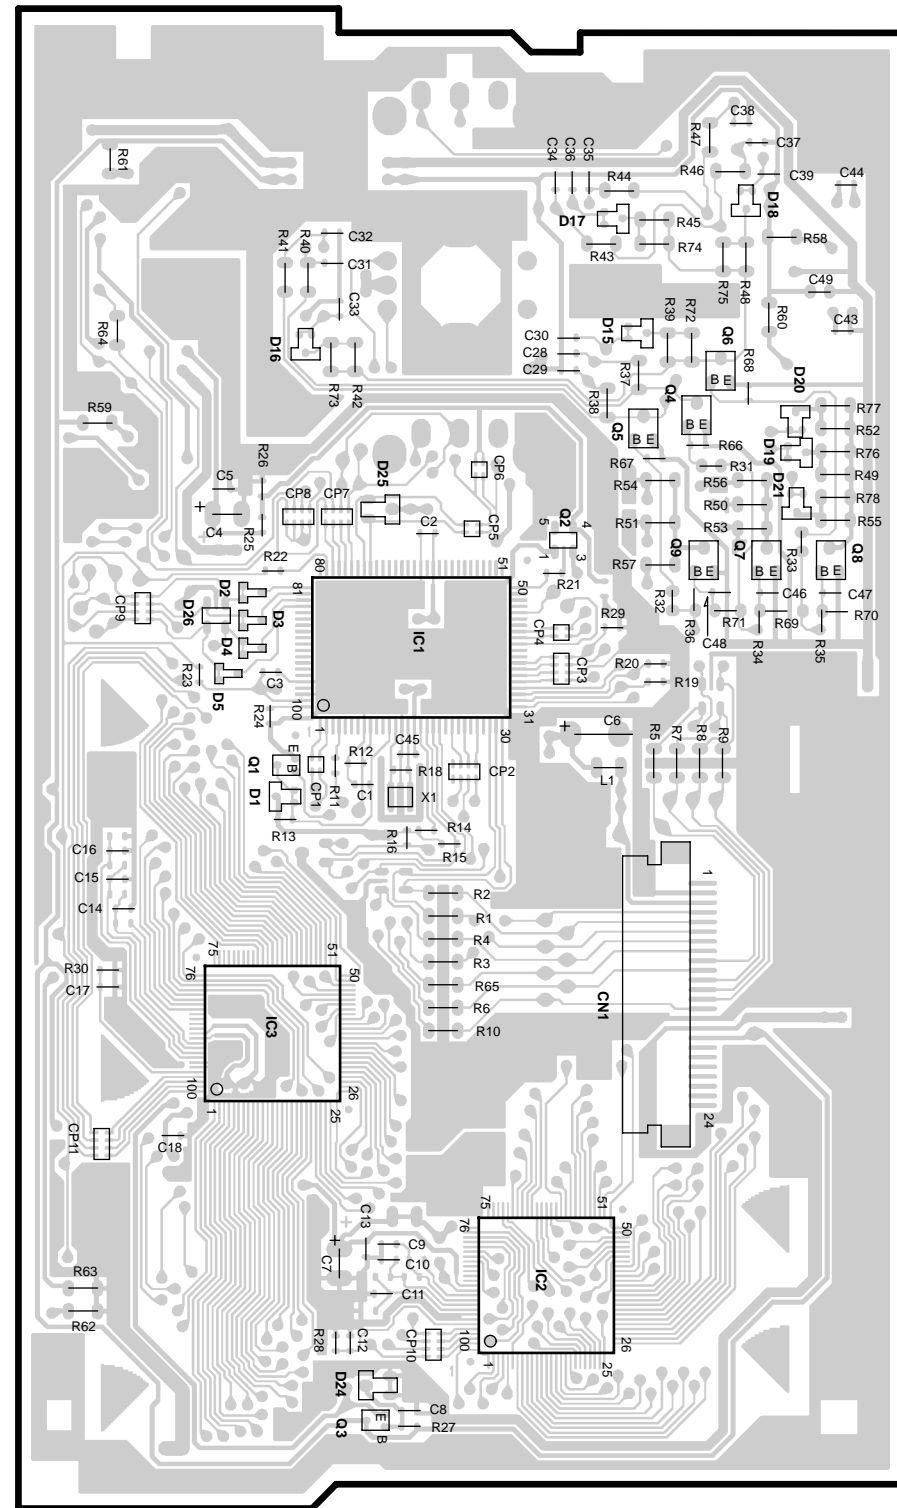 C38
R47
C37
R61
C34
C36
C35
R46
C39
R44
C44
D18
D17
R45
R41
R40
C32
R58
R43
R74
C31
R75
R48
C49
C33
R64
D16
D15
R39
R72
R60
C43
C30
Q6
C28
C29
R37
R68
B E
D20
R73
R42
R38
Q4
R77
R59
Q5
B E
R52
B E
R66
D19
R76
R26
C5
D25
CP6
R67
R31
R49
R54
R56
D21
+
CP8
CP7
R78
C4
R25
C2
CP5
5
Q2
4
R51
R50
R53
R55
R22
80
51
1
3
Q9
Q7
R33
Q8
R57
B E
B E
B E
D2
81
50
R21
CP9
D26
D3
R32
C46
C47
IC1
CP4
R29
R36
R71
R69
R70
D4
C48
R34
R35
R23
D5
C3
CP3
R20
R19
R24
100
1
30
31
+
C6
R5
R7
R8
R9
Q1
E
B
R12
C45
CP1
R11
R18
CP2
L1
D1
C1
X1
R13
R16
R14
R15
C16
C15
C14
1
R2
R1
75
51
R4
R30
76
50
R3
C17
R65
CN1
IC3
R6
R10
100
26
1
25
CP11
24
C18
75
51
C13
76
50
+
C9
C7
C10
IC2
R63
C11
R62
R28
C12
CP10
100
26
1
25
D24
C8
Q3
E
B
R27